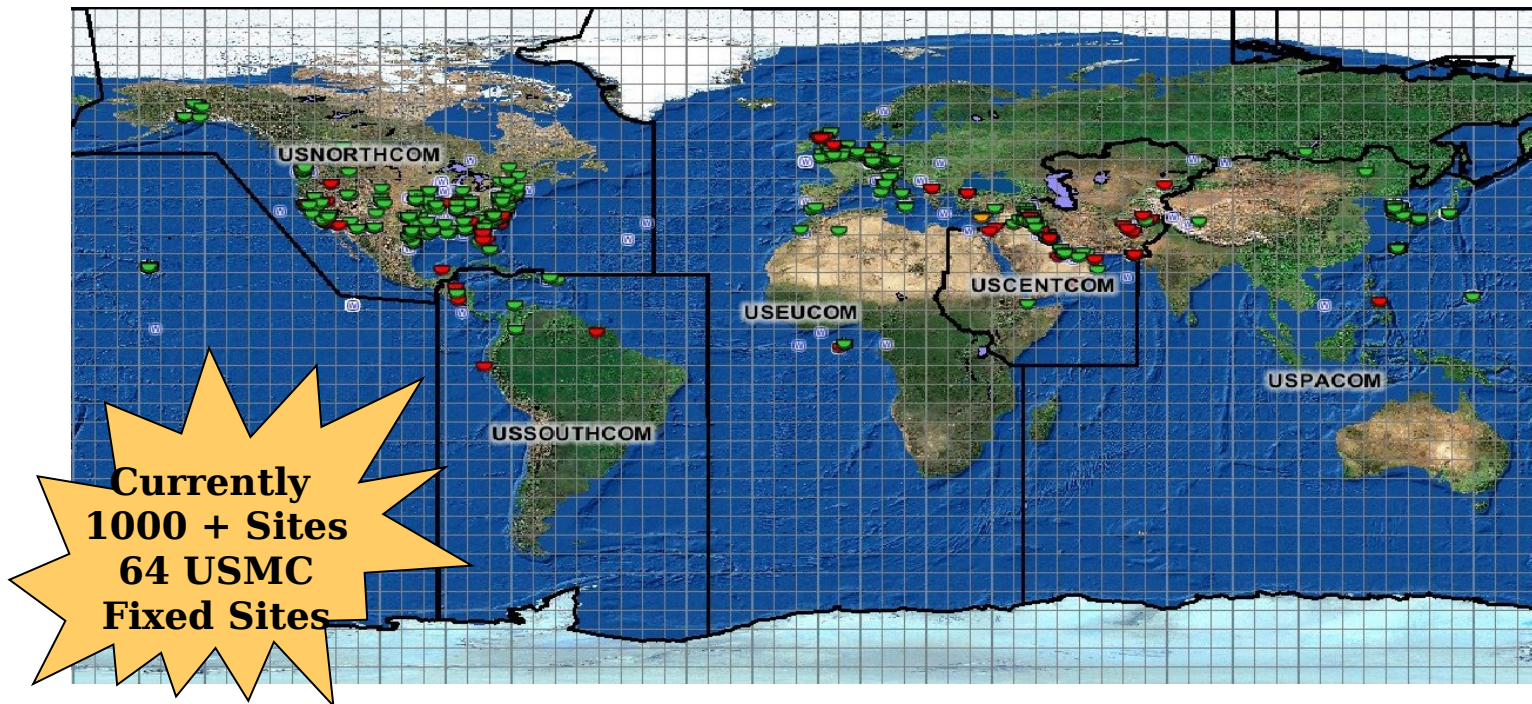 USNORTHCOM
USCENTCOM
USEUCOM
USPACOM
USSOUTHCOM
Currently
1000 + Sites
64 USMC
Fixed Sites